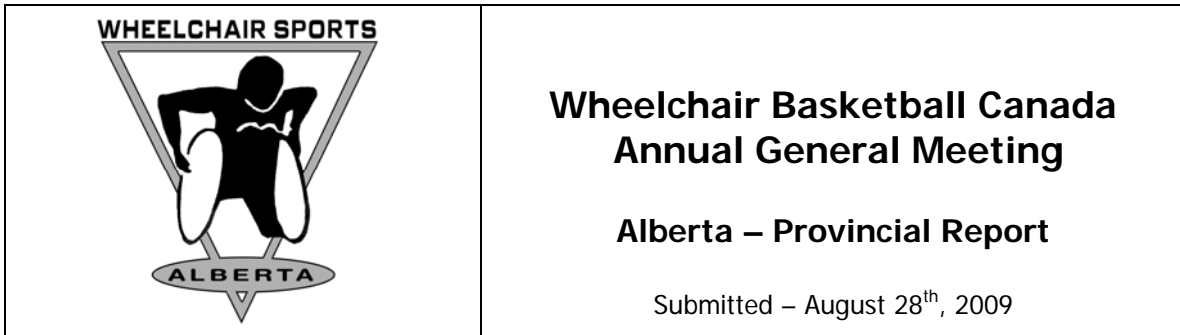 WHEELCHAIR SPORTS
ALBERTA
Wheelchair Basketball Canada
Annual General Meeting
Alberta – Provincial Report
Submitted – August 28th, 2009